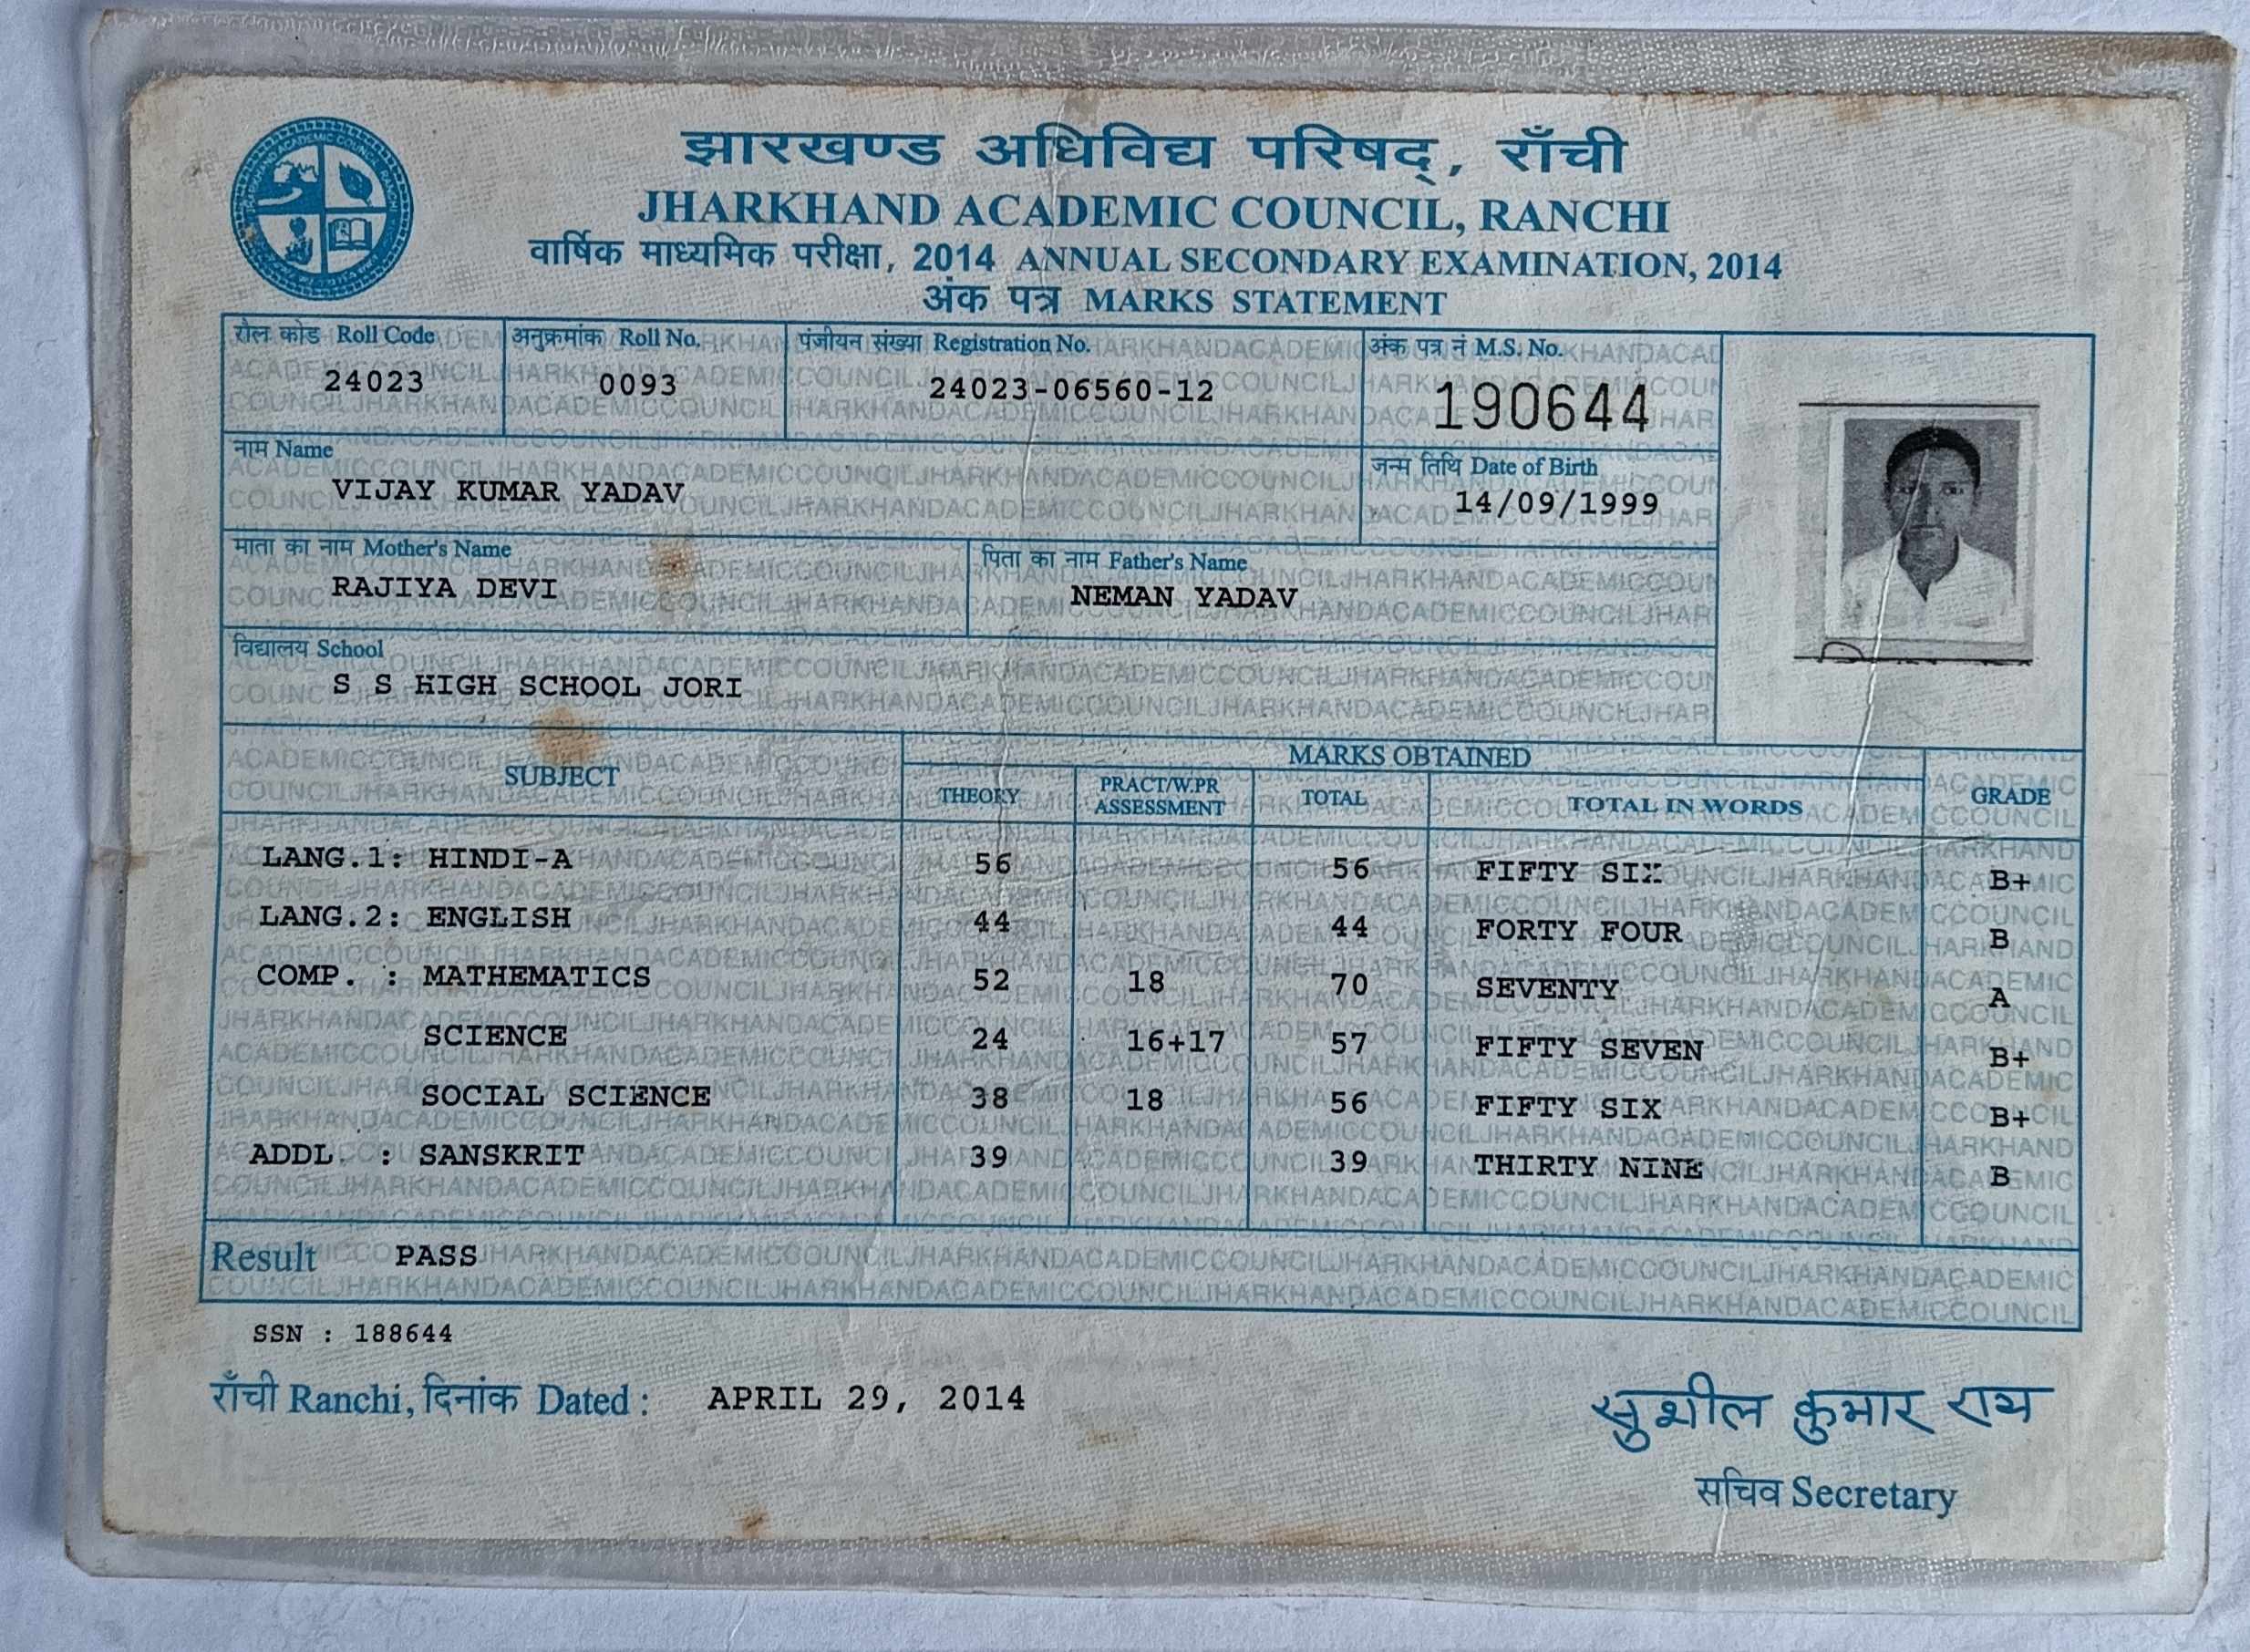 झारखण्ड अधिविद्य परिषद्, राँची
JHARKHAND ACADEMIC COUNCIL, RANCHI
वार्षिक माध्यमिक परीक्षा, 2014 ANNUAL SECONDARY EXAMINATION, 2014
अंक पत्र MARKS STATEMENT
रौल कोड Roll Code अनुक्रमांक Roll No. पंजीयन संख्या Registration No. अंक पत्र नं M.S. No.
24023 0093 24023-06560-12 190644
नाम Name जन्म तिथि Date of Birth
VIJAY KUMAR YADAV 14/09/1999
माता का नाम Mother's Name पिता का नाम Father's Name
RAJIYA DEVI NEMAN YADAV
विद्यालय School
S S HIGH SCHOOL JORI
MARKS OBTAINED
SUBJECT THEORY PRACT/W.PR ASSESSMENT TOTAL TOTAL IN WORDS GRADE
LANG.1: HINDI-A 56 56 FIFTY SIX B+
LANG.2: ENGLISH 44 44 FORTY FOUR B
COMP. : MATHEMATICS 52 18 70 SEVENTY A
SCIENCE 24 16+17 57 FIFTY SEVEN B+
SOCIAL SCIENCE 38 18 56 FIFTY SIX B+
ADDL. : SANSKRIT 39 39 THIRTY NINE B
Result PASS
SSN : 188644
राँची Ranchi, दिनांक Dated : APRIL 29, 2014
सुशील कुमार राय
सचिव Secretary